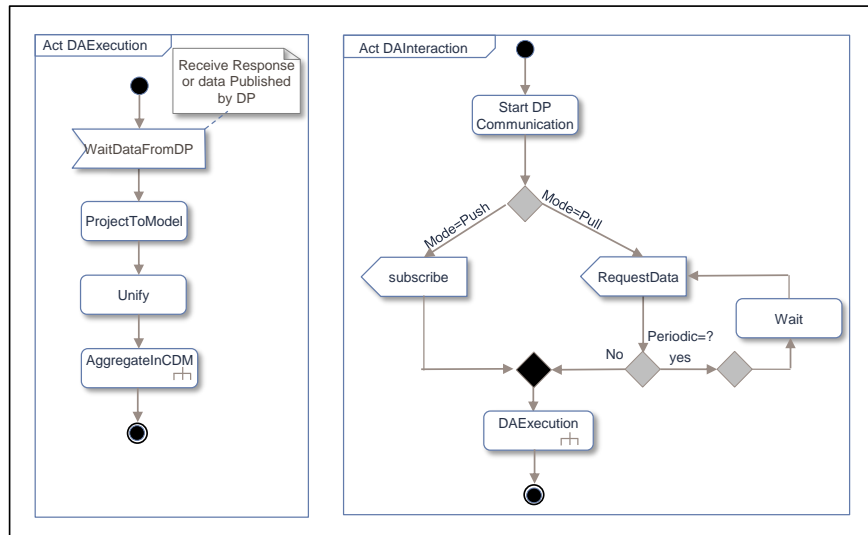 Act DAExecution
Receive Response
or data Published
by DP
WaitDataFromDP
ProjectToModel
Unify
AggregateInCDM
Act DAInteraction
Start DP
Communication
Mode=Push
Mode=Pull
subscribe
RequestData
Wait
Periodic=?
No
yes
DAExecution